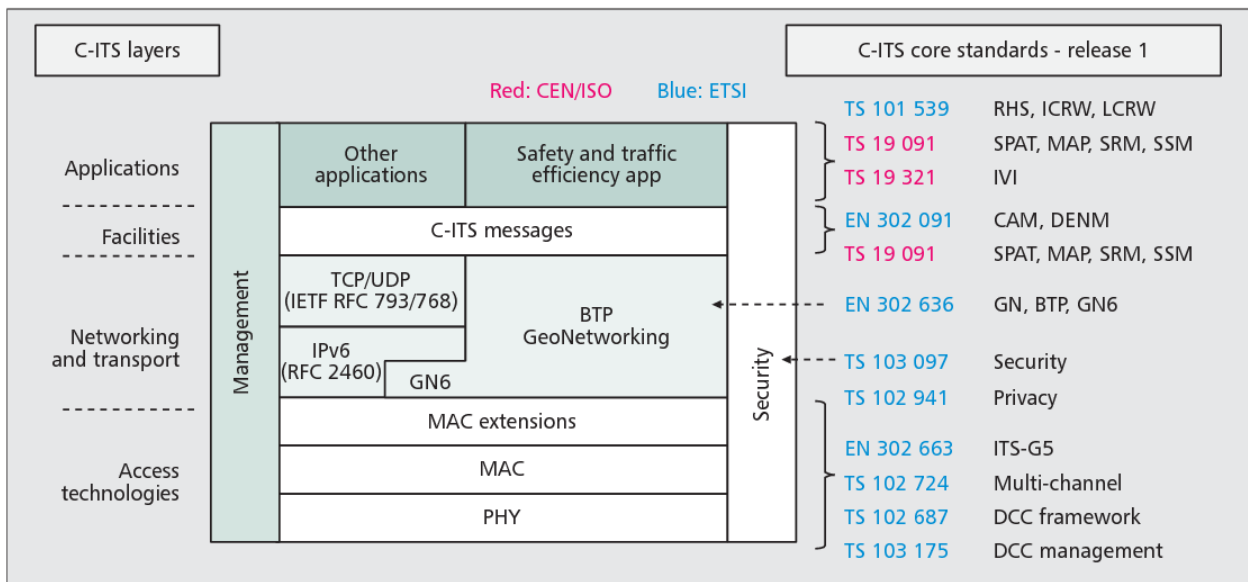 C-ITS layers
C-ITS core standards - release 1
Red: CEN/ISO
Blue: ETSI
Applications
Facilities
Networking
and transport
Access
technologies
Management
Other
applications
Safety and traffic
efficiency app
C-ITS messages
TCP/UDP
(IETF RFC 793/768)
BTP
GeoNetworking
IPv6
(RFC 2460)
GN6
MAC extensions
MAC
PHY
Security
TS 101 539 RHS, ICRW, LCRW
TS 19 091 SPAT, MAP, SRM, SSM
TS 19 321 IVI
EN 302 091 CAM, DENM
TS 19 091 SPAT, MAP, SRM, SSM
EN 302 636 GN, BTP, GN6
TS 103 097 Security
TS 102 941 Privacy
EN 302 663 ITS-G5
TS 102 724 Multi-channel
TS 102 687 DCC framework
TS 103 175 DCC management